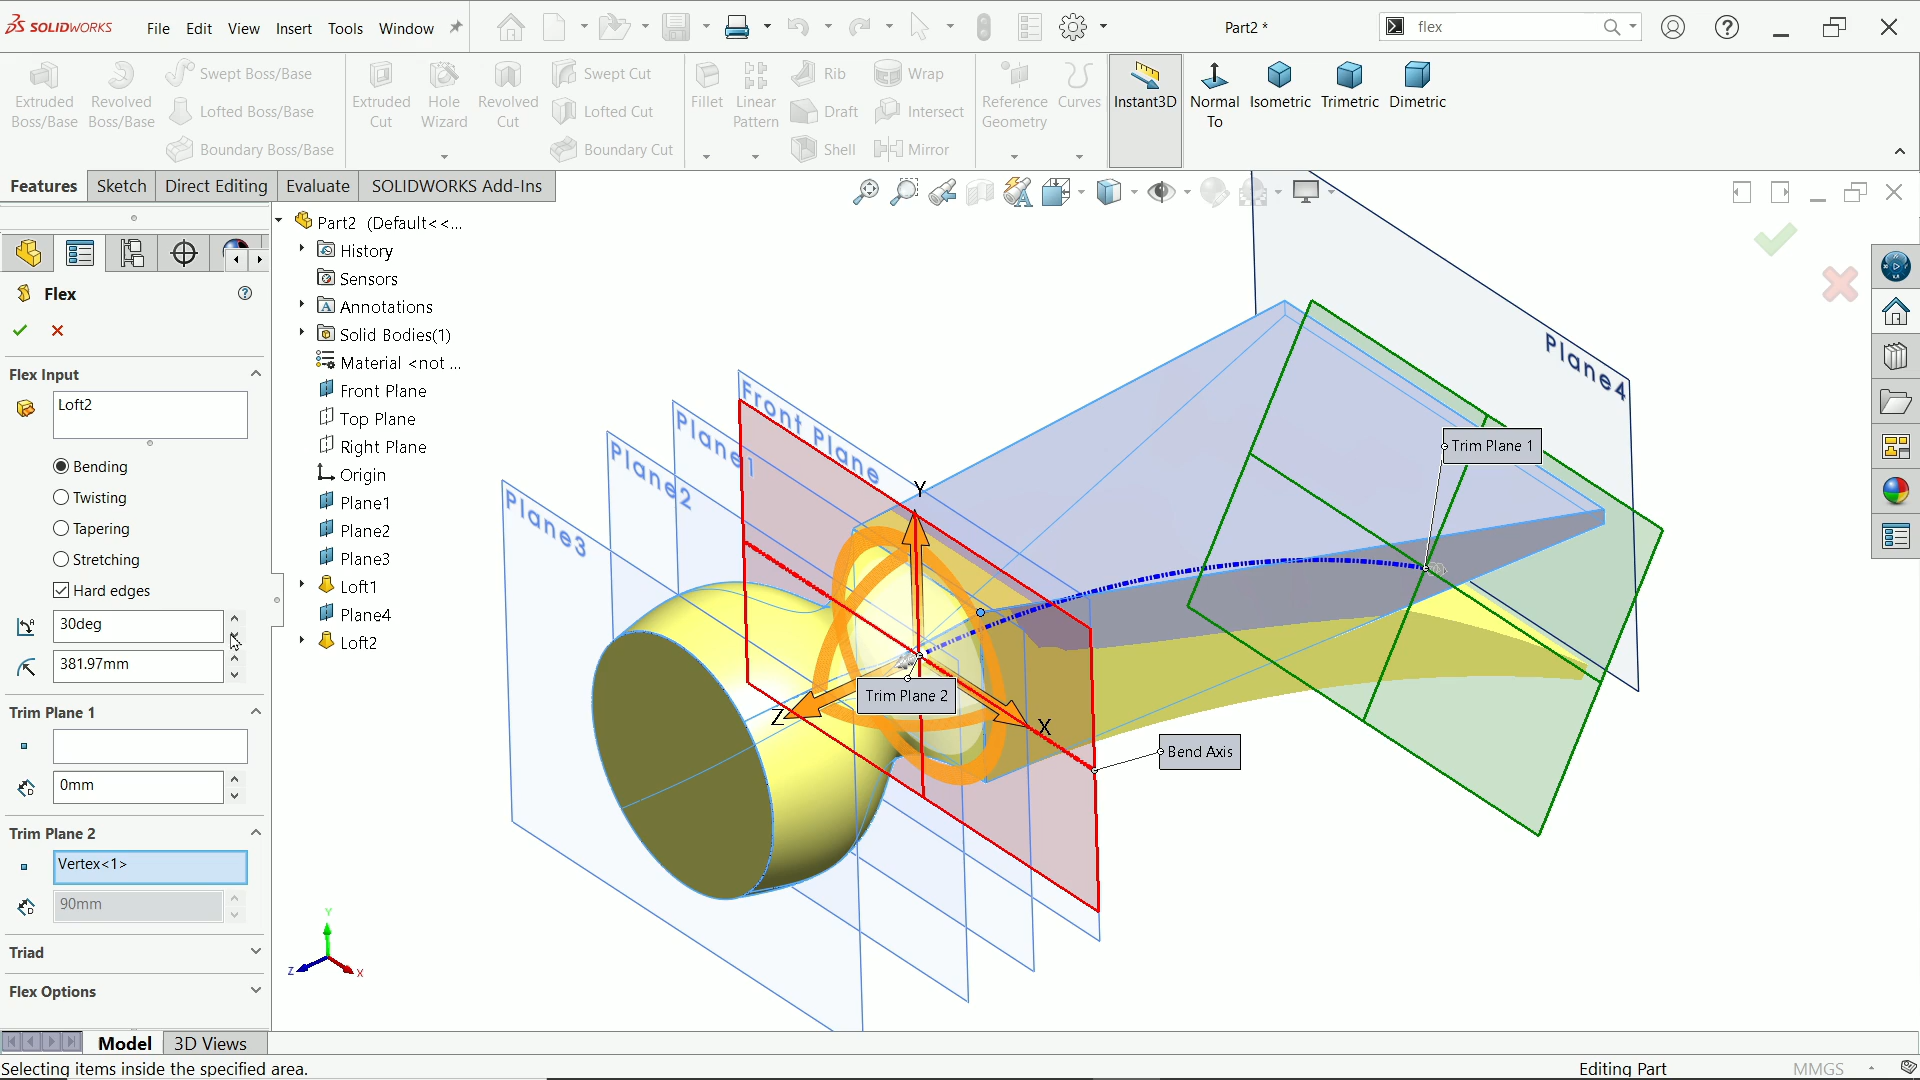 SOLIDWORKS File Edit View Insert Tools Window Part2 * flex
Extruded Boss/Base
Revolved Boss/Base
Swept Boss/Base
Lofted Boss/Base
Boundary Boss/Base
Extruded Cut
Hole Wizard
Revolved Cut
Swept Cut
Lofted Cut
Boundary Cut
Fillet
Linear Pattern
Rib
Draft
Shell
Wrap
Intersect
Mirror
Reference Geometry
Curves
Instant3D
Normal To
Isometric
Trimetric
Dimetric
Features Sketch Direct Editing Evaluate SOLIDWORKS Add-Ins
Flex
Flex Input
Loft2
Bending
Twisting
Tapering
Stretching
Hard edges
30deg
381.97mm
Trim Plane 1
0mm
Trim Plane 2
Vertex<1>
90mm
Triad
Flex Options
Part2 (Default<<...
History
Sensors
Annotations
Solid Bodies(1)
Material <not ...
Front Plane
Top Plane
Right Plane
Origin
Plane1
Plane2
Plane3
Loft1
Plane4
Loft2
Plane4
Front Plane
Plane1
Plane2
Plane3
Trim Plane 1
Y
Trim Plane 2
Z
X
Bend Axis
Y
Z
X
Model 3D Views
Selecting items inside the specified area. Editing Part MMGS